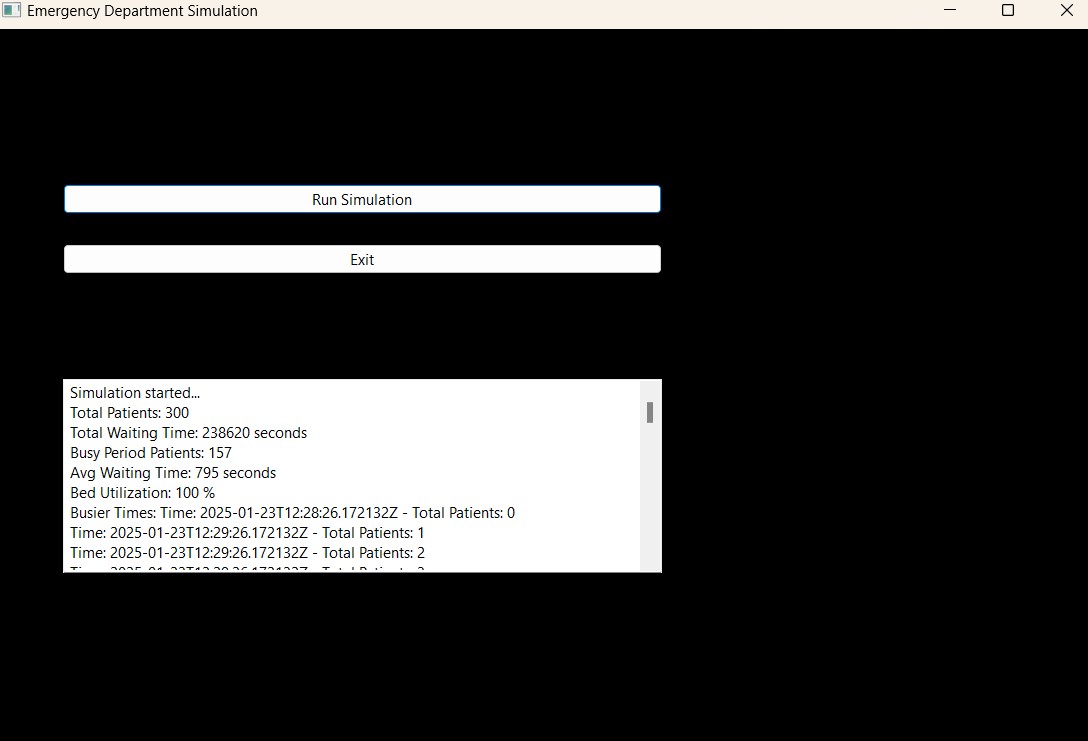 Emergency Department Simulation
Run Simulation
Exit
Simulation started...
Total Patients: 300
Total Waiting Time: 238620 seconds
Busy Period Patients: 157
Avg Waiting Time: 795 seconds
Bed Utilization: 100 %
Busier Times: Time: 2025-01-23T12:28:26.172132Z - Total Patients: 0
Time: 2025-01-23T12:29:26.172132Z - Total Patients: 1
Time: 2025-01-23T12:29:26.172132Z - Total Patients: 2